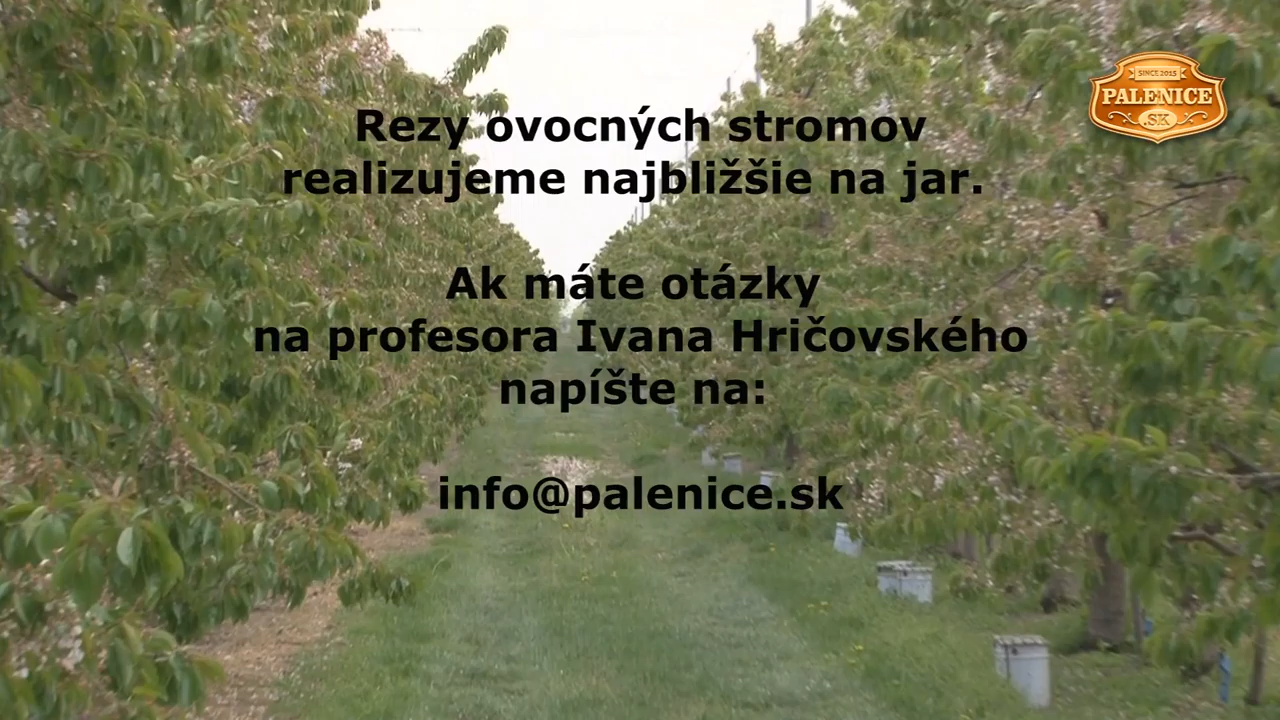 SINCE 2015
PALENICE
.SK
Rezy ovocných stromov
realizujeme najbližšie na jar.
Ak máte otázky
na profesora Ivana Hričovského
napíšte na:
info@palenice.sk